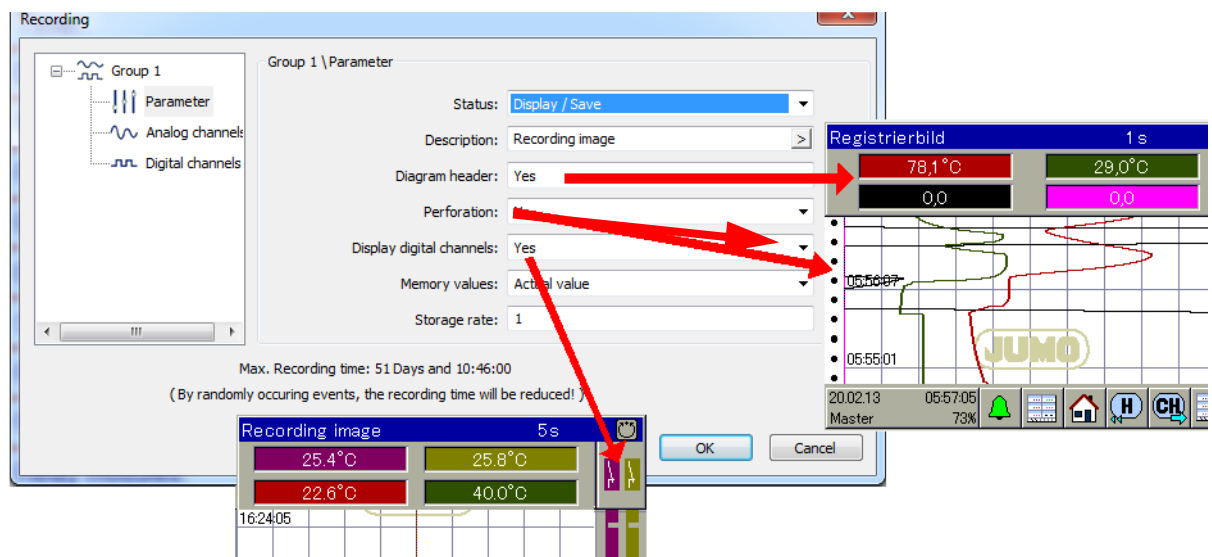 Recording
x
Group 1
Parameter
Analog channels
Digital channels
Group 1 \ Parameter
Status: Display / Save
Description: Recording image >
Diagram header: Yes
Perforation:
Display digital channels: Yes
Memory values: Actual value
Storage rate: 1
Max. Recording time: 51 Days and 10:46:00
( By randomly occuring events, the recording time will be reduced! )
OK Cancel
Registrierbild 1s
78,1°C 29,0°C
0,0 0,0
05:56:07
05:55:01
JUMO
20.02.13 05:57:05
Master 73%
H CH
Recording image 5s
25.4°C 25.8°C
22.6°C 40.0°C
16:24:05